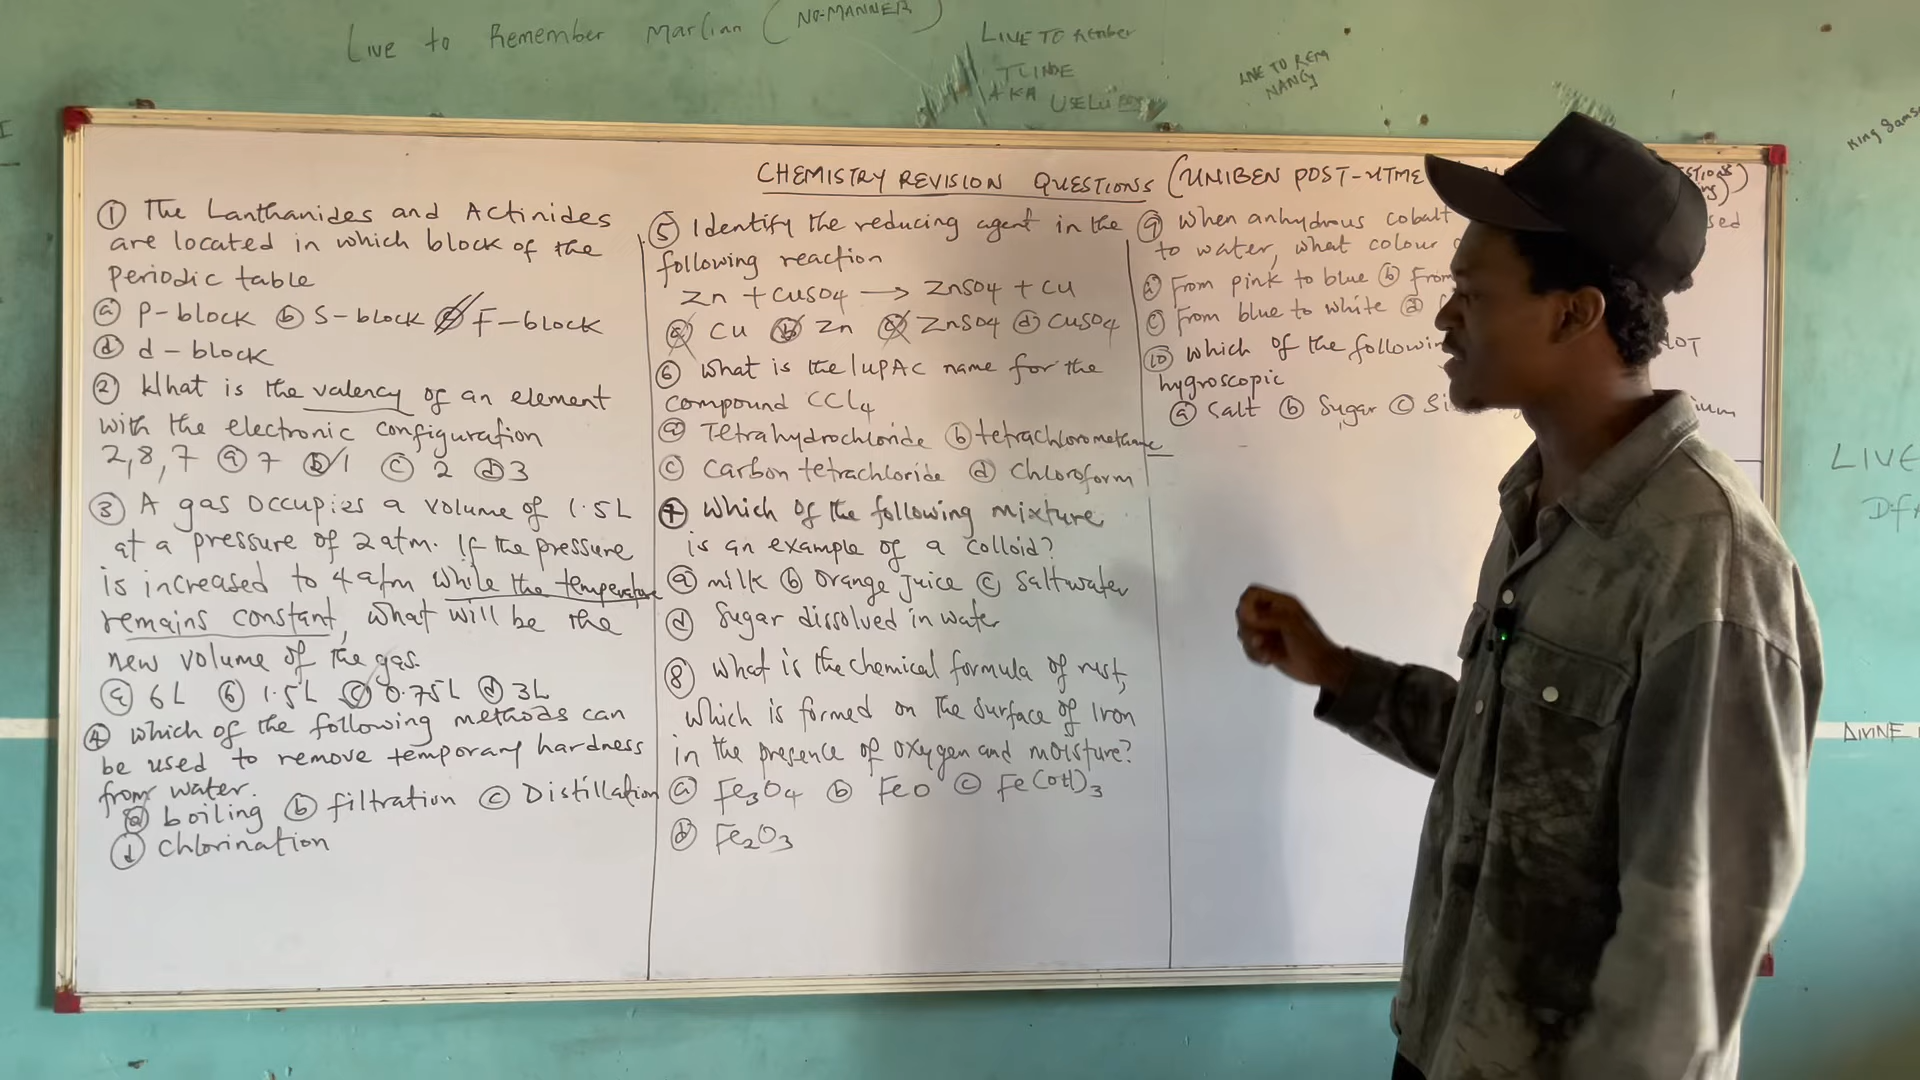 Live to Remember Marlian (NO-MANNER)
LIVE TO REMBER
TUNDE
AKA USELU
LIVE TO REM
NANCY
King Sams
CHEMISTRY REVISION QUESTIONS (UNIBEN POST-UTME
① The Lanthanides and Actinides
are located in which block of the
periodic table
ⓐ P-block ⓑ S-block ⓒ F-block
ⓓ d-block
② What is the valency of an element
with the electronic configuration
2,8,7 ⓐ 7 ⓑ 1 ⓒ 2 ⓓ 3
③ A gas occupies a volume of 1.5L
at a pressure of 2 atm. If the pressure
is increased to 4 atm while the temperature
remains constant, what will be the
new volume of the gas.
ⓐ 6L ⓑ 1.5L ⓒ 0.75L ⓓ 3L
④ Which of the following methods can
be used to remove temporary hardness
from water.
ⓐ boiling ⓑ filtration ⓒ Distillation
ⓓ Chlorination
⑤ Identify the reducing agent in the
following reaction
Zn + CuSO4 → ZnSO4 + Cu
ⓐ Cu ⓑ Zn ⓒ ZnSO4 ⓓ CuSO4
⑥ What is the IUPAC name for the
compound CCl4
ⓐ Tetrahydrochloride ⓑ tetrachloromethane
ⓒ Carbon tetrachloride ⓓ Chloroform
⑦ Which of the following mixture
is an example of a colloid?
ⓐ milk ⓑ Orange Juice ⓒ Saltwater
ⓓ Sugar dissolved in water
⑧ What is the chemical formula of rust,
which is formed on the surface of Iron
in the presence of oxygen and moisture?
ⓐ Fe3O4 ⓑ FeO ⓒ Fe(OH)3
ⓓ Fe2O3
⑨ When anhydrous cobalt
to water, what colour
ⓐ From pink to blue ⓑ From
ⓒ From blue to white ⓓ
⑩ Which of the following NOT
hygroscopic
ⓐ Salt ⓑ Sugar ⓒ
LIVE
DIVINE